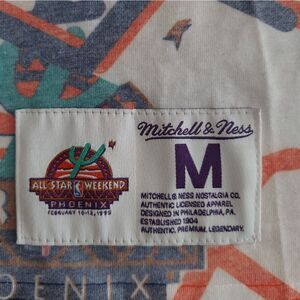 ALL STAR WEEKEND
PHOENIX
FEBRUARY 10-12, 1995
Mitchell & Ness
M
MITCHELL & NESS NOSTALGIA CO.
AUTHENTIC LICENSED APPAREL
DESIGNED IN PHILADELPHIA, PA.
ESTABLISHED 1904
AUTHENTIC. PREMIUM. LEGENDARY.
OENIX